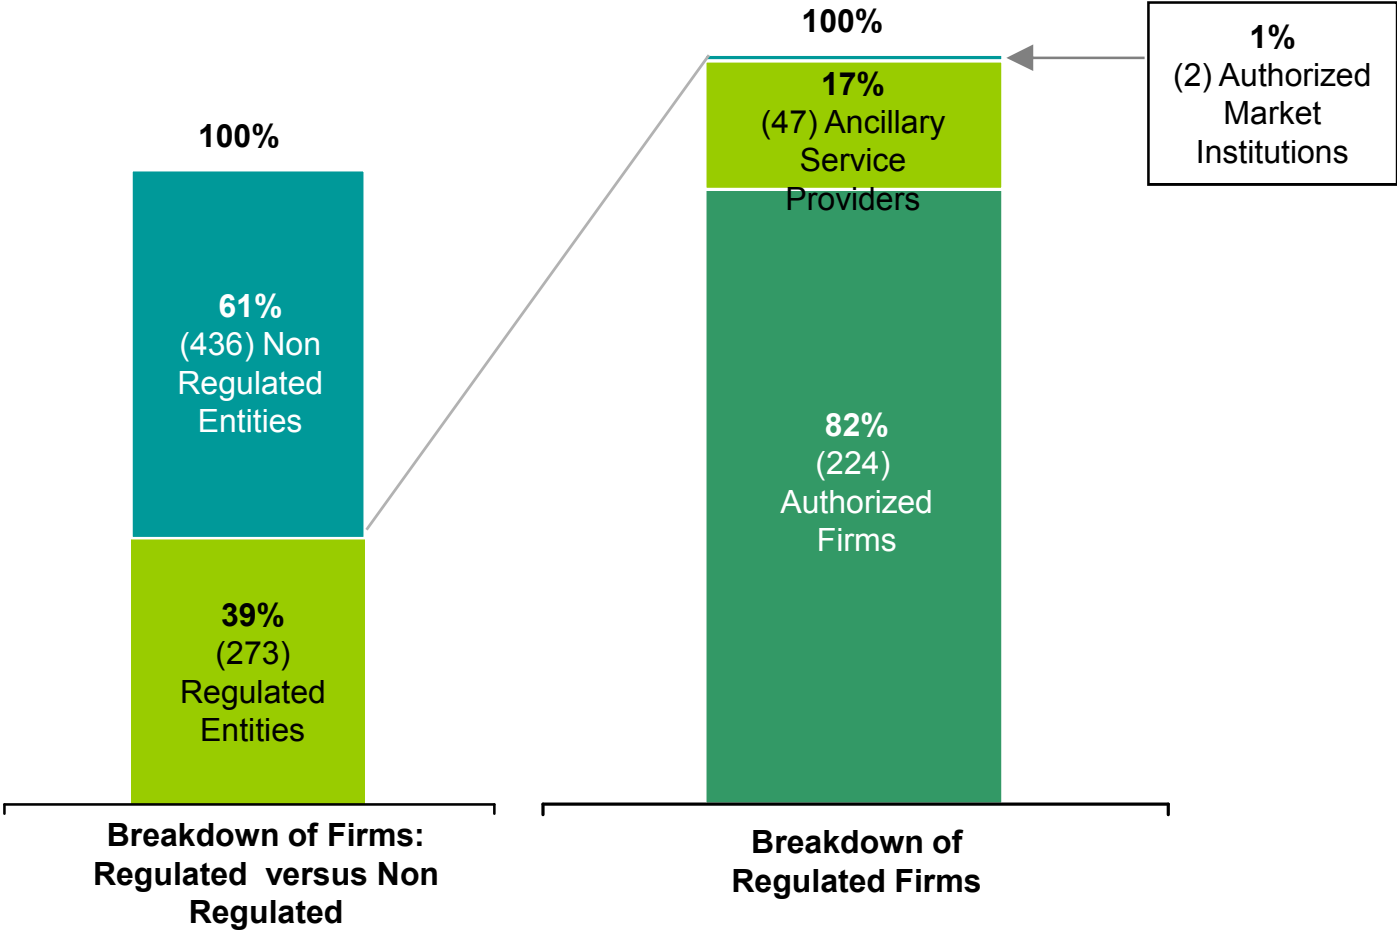 100%
61%
(436) Non
Regulated
Entities
39%
(273)
Regulated
Entities
Breakdown of Firms:
Regulated versus Non
Regulated
100%
17%
(47) Ancillary
Service
Providers
82%
(224)
Authorized
Firms
Breakdown of
Regulated Firms
1%
(2) Authorized
Market
Institutions